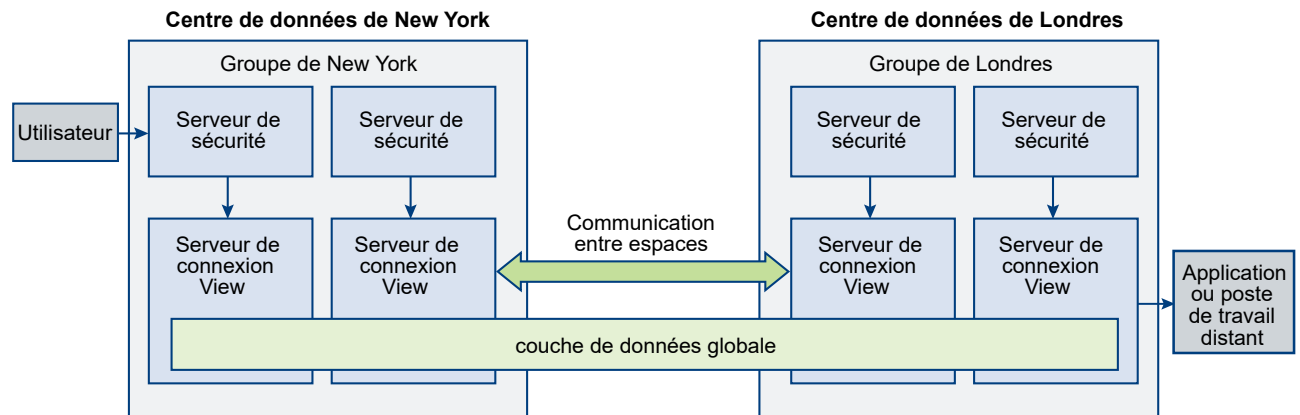 Centre de données de New York
Centre de données de Londres
Groupe de New York
Groupe de Londres
Utilisateur
Serveur de
sécurité
Serveur de
sécurité
Serveur de
sécurité
Serveur de
sécurité
Serveur de
connexion
View
Serveur de
connexion
View
Communication
entre espaces
Serveur de
connexion
View
Serveur de
connexion
View
Application
ou poste
de travail
distant
couche de données globale